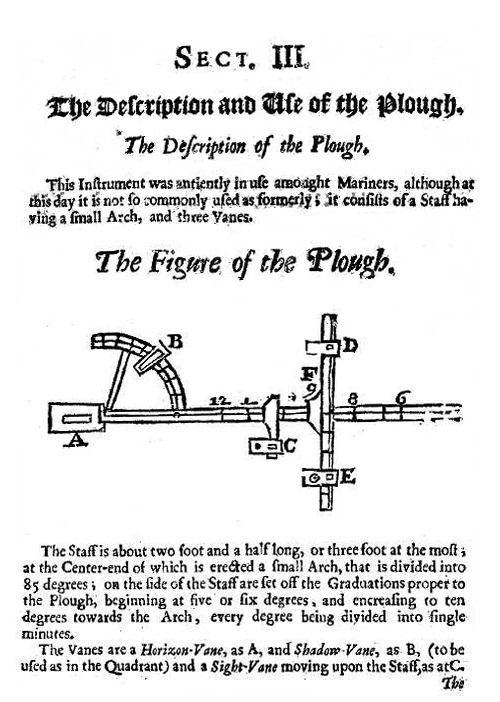 SECT. III.
The Deſcription and Uſe of the Plough.
The Deſcription of the Plough.
This Inſtrument was antiently in uſe amongſt Mariners, although at
this day it is not ſo commonly uſed as formerly; it conſiſts of a Staff ha-
ving a ſmall Arch, and three Vanes.
The Figure of the Plough.
B
D
F
9
12
8
6
A
C
E
The Staff is about two foot and a half long, or three foot at the moſt;
at the Center-end of which is erected a ſmall Arch, that is divided into
85 degrees; on the ſide of the Staff are ſet off the Graduations proper to
the Plough, beginning at five or ſix degrees, and encreaſing to ten
degrees towards the Arch, every degree being divided into ſingle
minutes.
The Vanes are a Horizon-Vane, as A, and Shadow-Vane, as B, (to be
uſed as in the Quadrant) and a Sight-Vane moving upon the Staff, as at C.
The